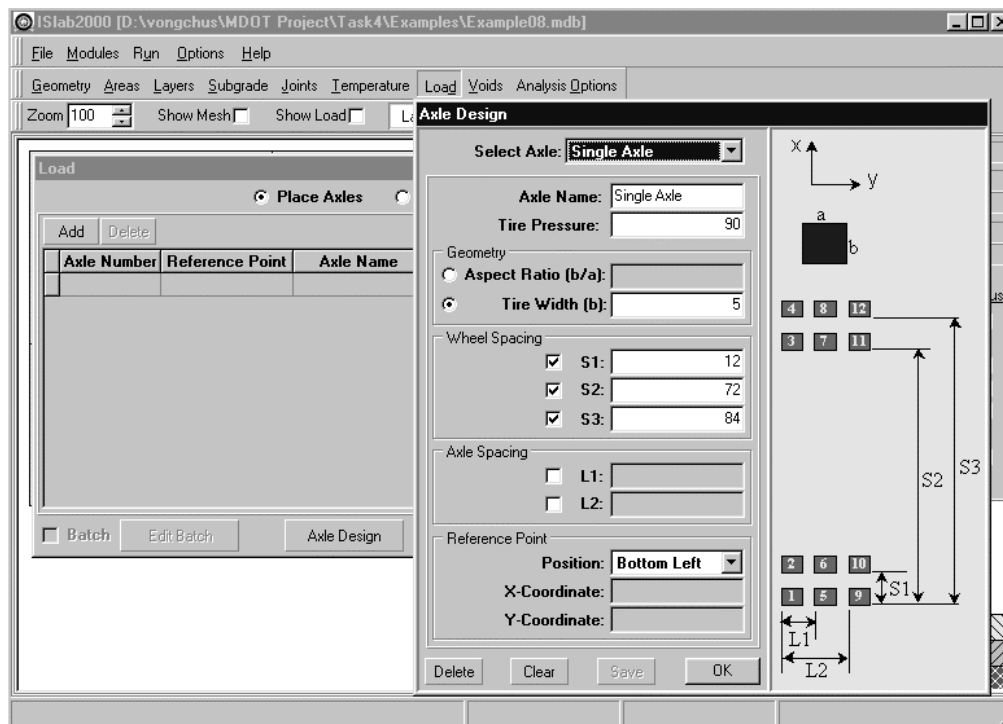 ISlab2000 [D:\vongchus\MDOT Project\Task4\Examples\Example08.mdb]
File Modules Run Options Help
Geometry Areas Layers Subgrade Joints Temperature Load Voids Analysis Options
Zoom 100 Show Mesh Show Load
Load
Place Axles
Add Delete
Axle Number Reference Point Axle Name
Batch Edit Batch Axle Design
Axle Design
Select Axle: Single Axle
Axle Name: Single Axle
Tire Pressure: 90
Geometry
Aspect Ratio (b/a):
Tire Width (b): 5
Wheel Spacing
S1: 12
S2: 72
S3: 84
Axle Spacing
L1:
L2:
Reference Point
Position: Bottom Left
X-Coordinate:
Y-Coordinate:
Delete Clear Save OK
x
y
a
b
4 8 12
3 7 11
S3
S2
2 6 10
S1
1 5 9
L1
L2